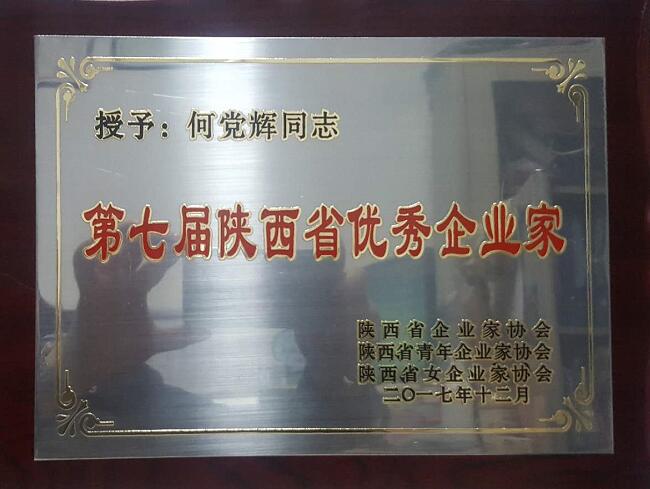 授予：何党辉同志
第七届陕西省优秀企业家
陕西省企业家协会
陕西省青年企业家协会
陕西省女企业家协会
二〇一七年十二月